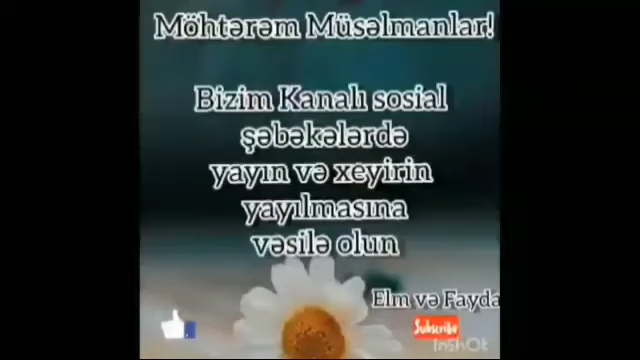 Möhtərəm Müsəlmanlar!
Bizim Kanalı sosial
şəbəkələrdə
yayın və xeyirin
yayılmasına
vəsilə olun
Elm və Fayda
Subscribe
InShOt